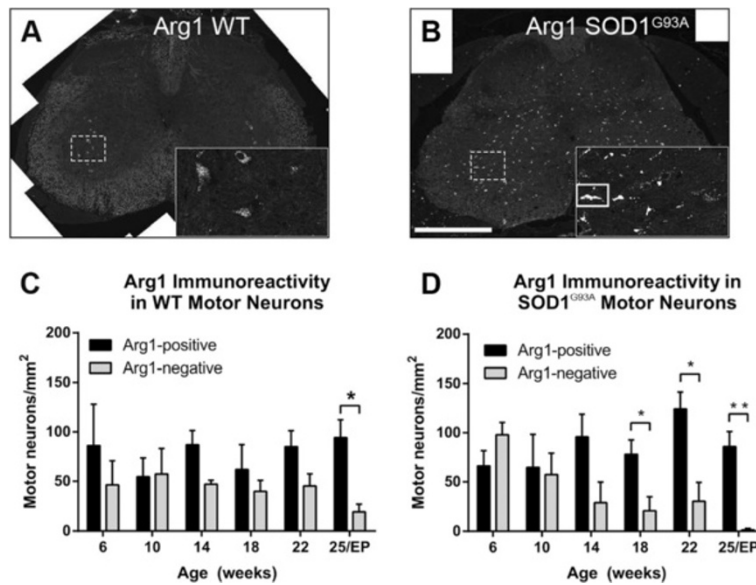 A
Arg1 WT
B
Arg1 SOD1ᴳ⁹³ᴬ
C
Arg1 Immunoreactivity
in WT Motor Neurons
Motor neurons/mm²
200
150
100
50
0
Arg1-positive
Arg1-negative
*
6 10 14 18 22 25/EP
Age (weeks)
D
Arg1 Immunoreactivity in
SOD1ᴳ⁹³ᴬ Motor Neurons
Motor neurons/mm²
200
150
100
50
0
Arg1-positive
Arg1-negative
*
*
**
6 10 14 18 22 25/EP
Age (weeks)